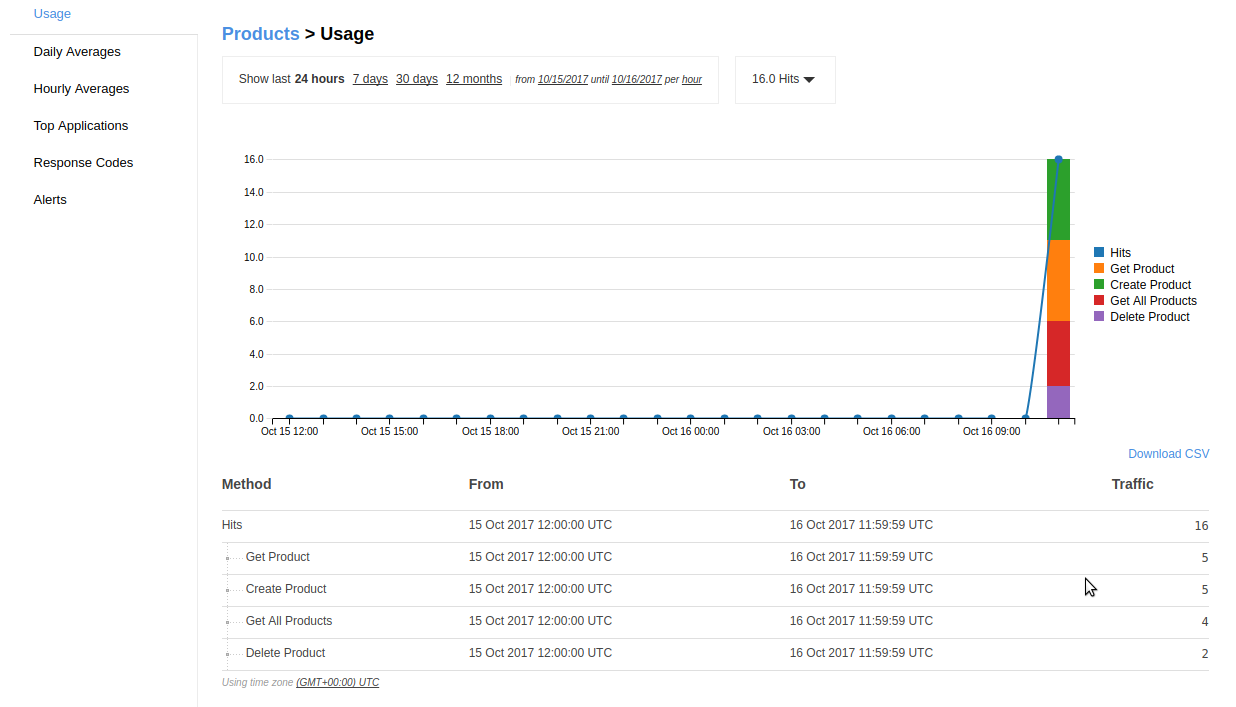 Usage
Daily Averages
Hourly Averages
Top Applications
Response Codes
Alerts
Products > Usage
Show last 24 hours 7 days 30 days 12 months from 10/15/2017 until 10/16/2017 per hour
16.0 Hits
16.0
14.0
12.0
10.0
8.0
6.0
4.0
2.0
0.0
Oct 15 12:00 Oct 15 15:00 Oct 15 18:00 Oct 15 21:00 Oct 16 00:00 Oct 16 03:00 Oct 16 06:00 Oct 16 09:00
Hits
Get Product
Create Product
Get All Products
Delete Product
Download CSV
Method From To Traffic
Hits 15 Oct 2017 12:00:00 UTC 16 Oct 2017 11:59:59 UTC 16
Get Product 15 Oct 2017 12:00:00 UTC 16 Oct 2017 11:59:59 UTC 5
Create Product 15 Oct 2017 12:00:00 UTC 16 Oct 2017 11:59:59 UTC 5
Get All Products 15 Oct 2017 12:00:00 UTC 16 Oct 2017 11:59:59 UTC 4
Delete Product 15 Oct 2017 12:00:00 UTC 16 Oct 2017 11:59:59 UTC 2
Using time zone (GMT+00:00) UTC